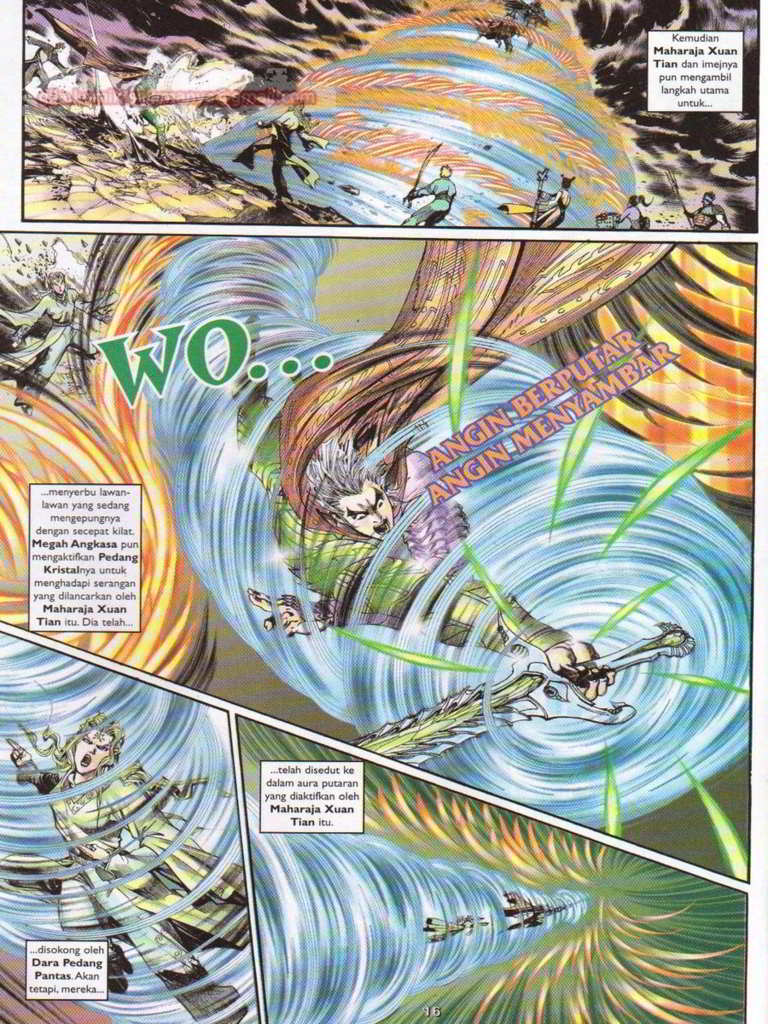 Kemudian
Maharaja Xuan
Tian dan imejnya
pun mengambil
langkah utama
untuk...
WO...
ANGIN BERPUTAR
ANGIN MENYAMBAR
...menyerbu lawan-
lawan yang sedang
mengepungnya
dengan secepat kilat.
Megah Angkasa pun
mengaktifkan Pedang
Kristalnya untuk
menghadapi serangan
yang dilancarkan oleh
Maharaja Xuan
Tian itu. Dia telah...
...disokong oleh
Dara Pedang
Pantas. Akan
tetapi, mereka...
...telah disedut ke
dalam aura putaran
yang diaktifkan oleh
Maharaja Xuan
Tian itu.
16